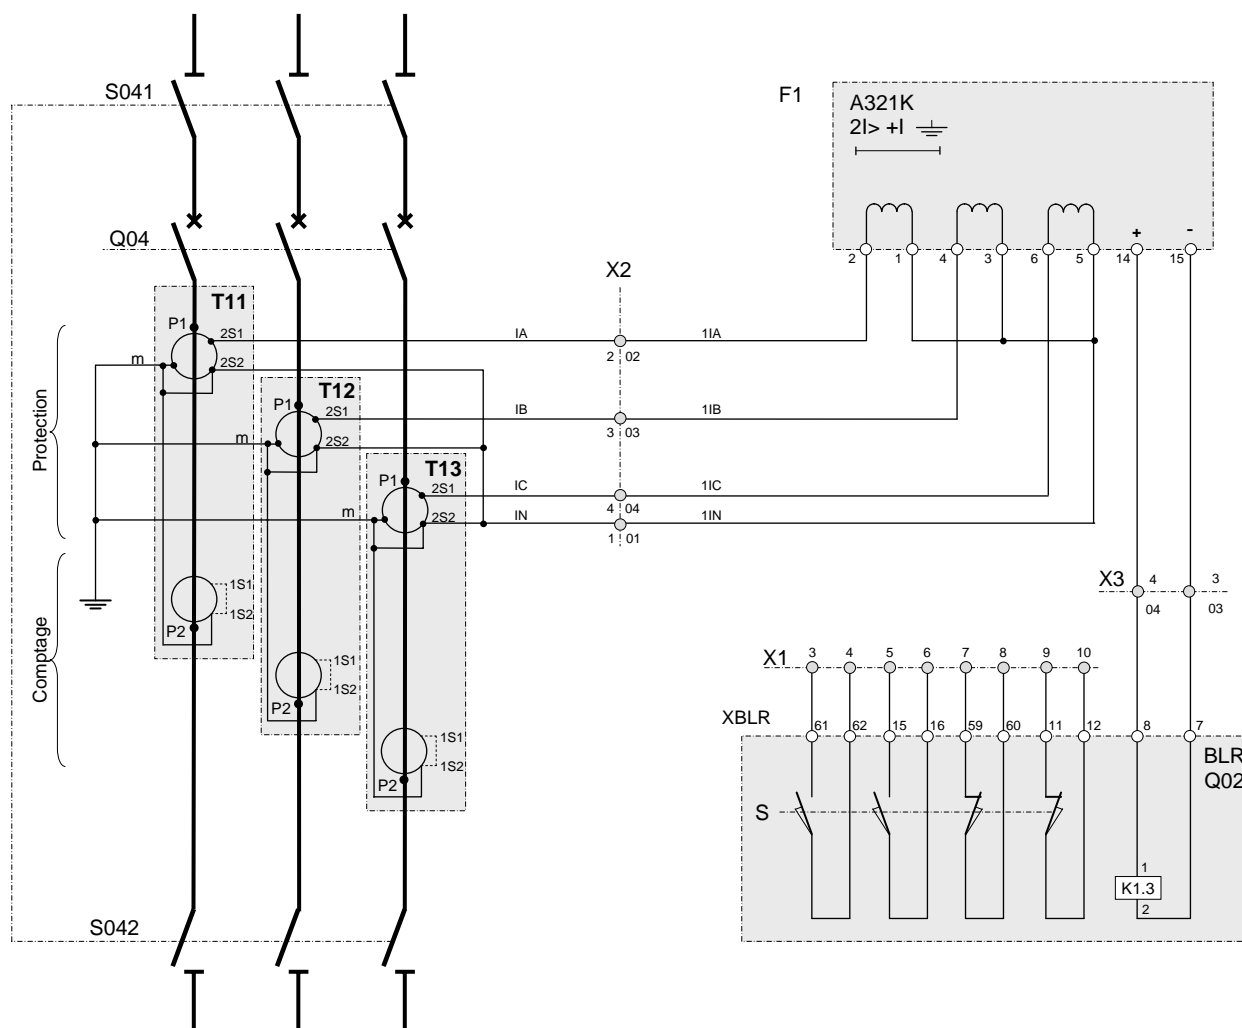 S041
F1
A321K
2I> +I
+
-
Q04
2
1
4
3
6
5
14
15
X2
T11
P1
2S1
2S2
m
IA
1IA
2
02
T12
P1
2S1
2S2
m
IB
1IB
3
03
T13
P1
2S1
2S2
m
IC
1IC
4
04
IN
1IN
1
01
Protection
Comptage
1S1
1S2
P2
1S1
1S2
P2
1S1
1S2
P2
X3
4
3
04
03
X1
3
4
5
6
7
8
9
10
XBLR
61
62
15
16
59
60
11
12
8
7
BLR
Q02
S
1
K1.3
2
S042